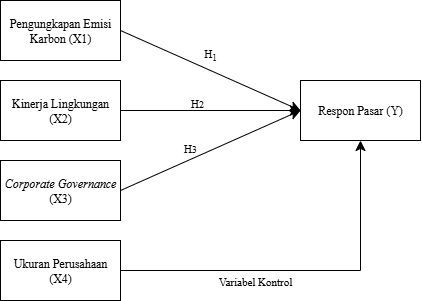 Pengungkapan Emisi
Karbon (X1)
H1
Kinerja Lingkungan
(X2)
H2
Respon Pasar (Y)
H3
Corporate Governance
(X3)
Ukuran Perusahaan
(X4)
Variabel Kontrol